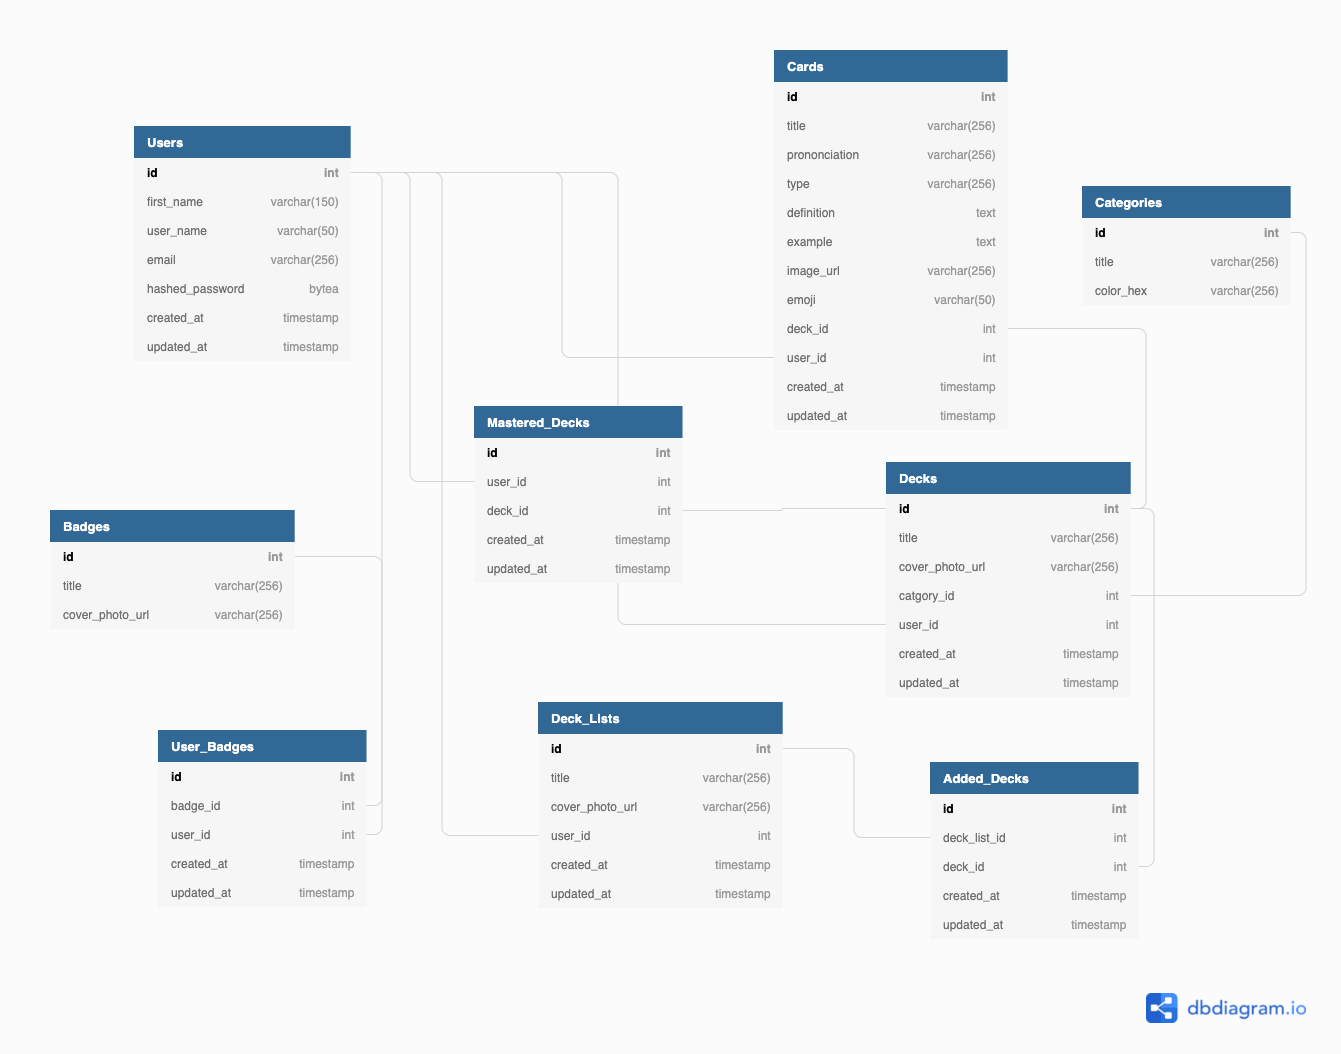 Users
id int
first_name varchar(150)
user_name varchar(50)
email varchar(256)
hashed_password bytea
created_at timestamp
updated_at timestamp
Cards
id int
title varchar(256)
prononciation varchar(256)
type varchar(256)
definition text
example text
image_url varchar(256)
emoji varchar(50)
deck_id int
user_id int
created_at timestamp
updated_at timestamp
Categories
id int
title varchar(256)
color_hex varchar(256)
Mastered_Decks
id int
user_id int
deck_id int
created_at timestamp
updated_at timestamp
Decks
id int
title varchar(256)
cover_photo_url varchar(256)
catgory_id int
user_id int
created_at timestamp
updated_at timestamp
Badges
id int
title varchar(256)
cover_photo_url varchar(256)
User_Badges
id int
badge_id int
user_id int
created_at timestamp
updated_at timestamp
Deck_Lists
id int
title varchar(256)
cover_photo_url varchar(256)
user_id int
created_at timestamp
updated_at timestamp
Added_Decks
id int
deck_list_id int
deck_id int
created_at timestamp
updated_at timestamp
dbdiagram.io